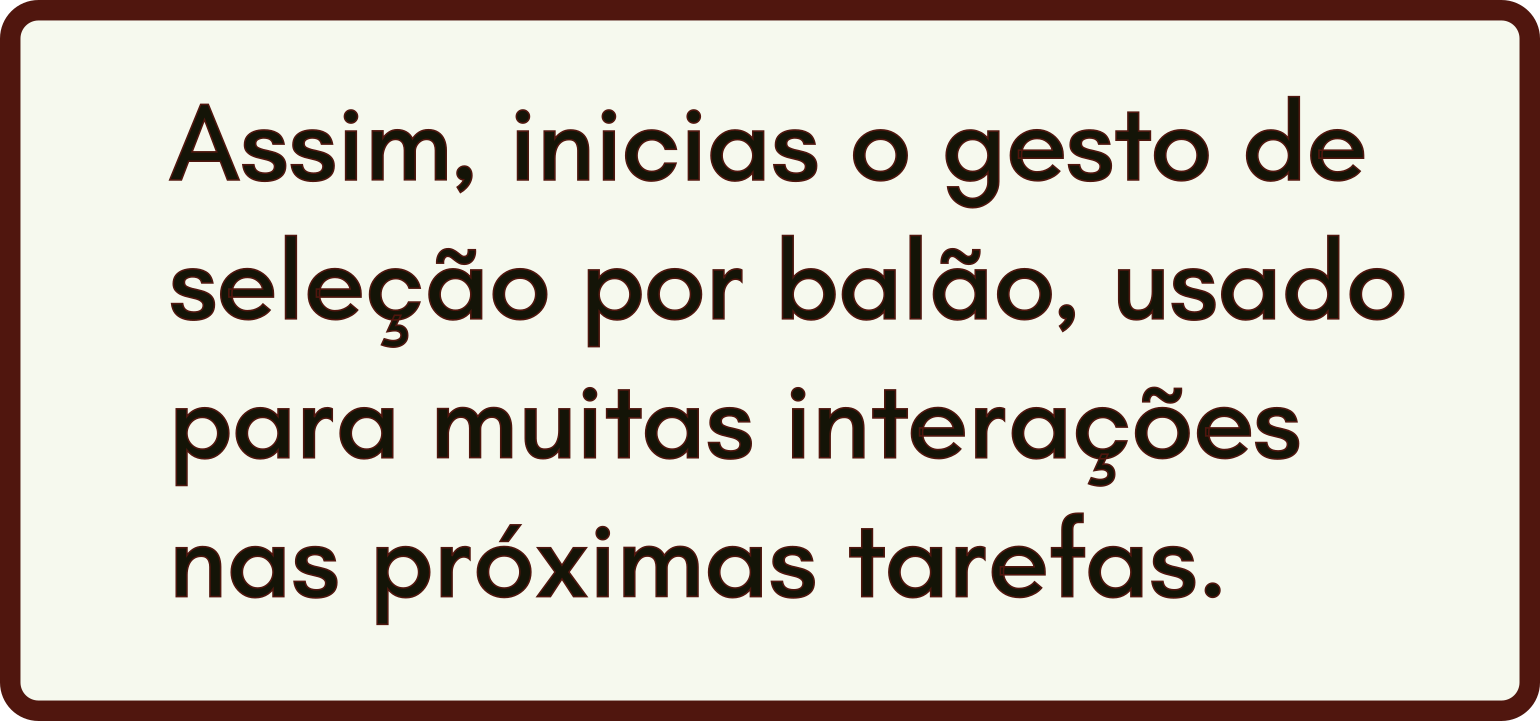 Assim, inicias o gesto de
seleção por balão, usado
para muitas interações
nas próximas tarefas.